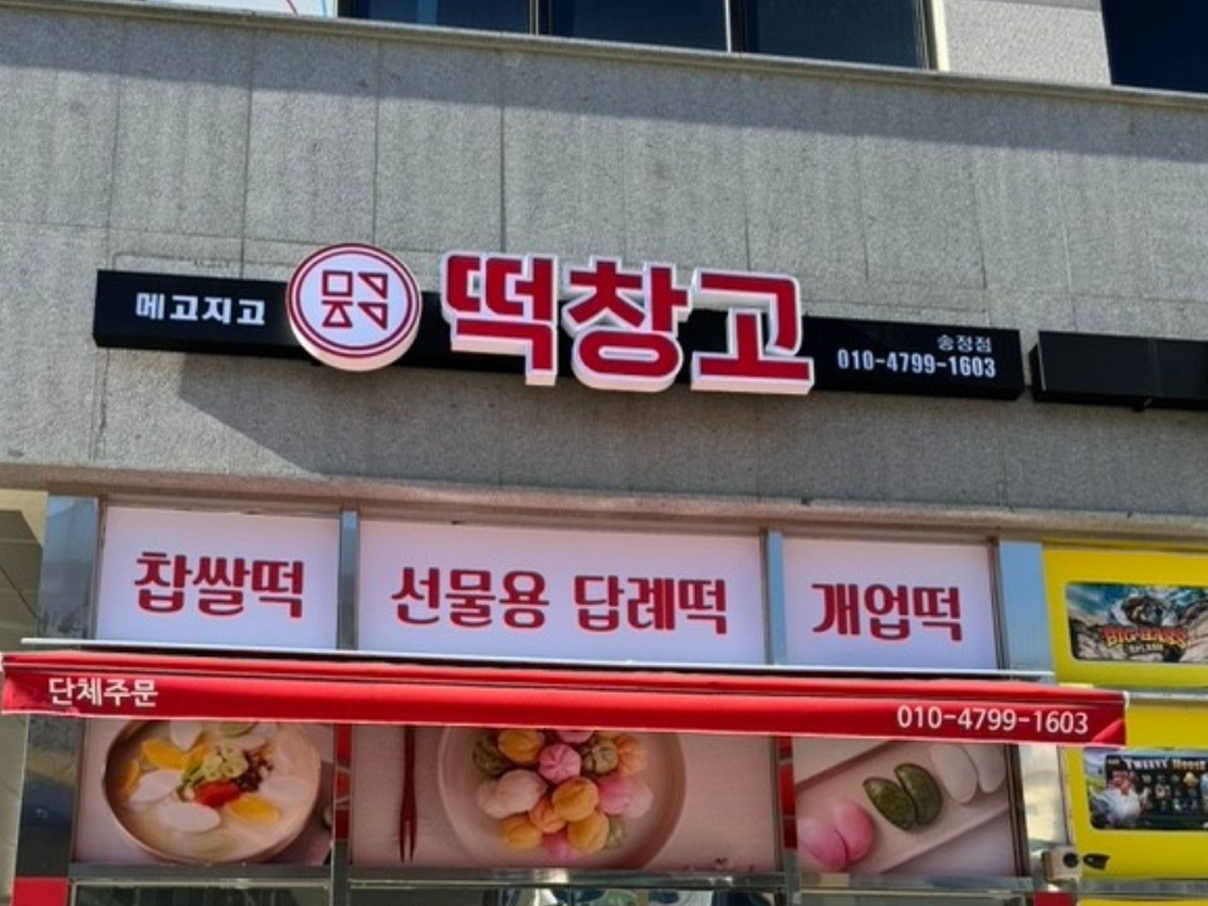 메고지고
떡창고
송정점
010-4799-1603
찹쌀떡
선물용 답례떡
개업떡
단체주문
010-4799-1603
BIG BASS
SPLASH